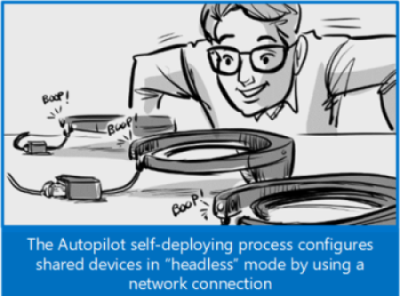 BOOP!
BOOP!
BOOP!
The Autopilot self-deploying process configures
shared devices in “headless” mode by using a
network connection